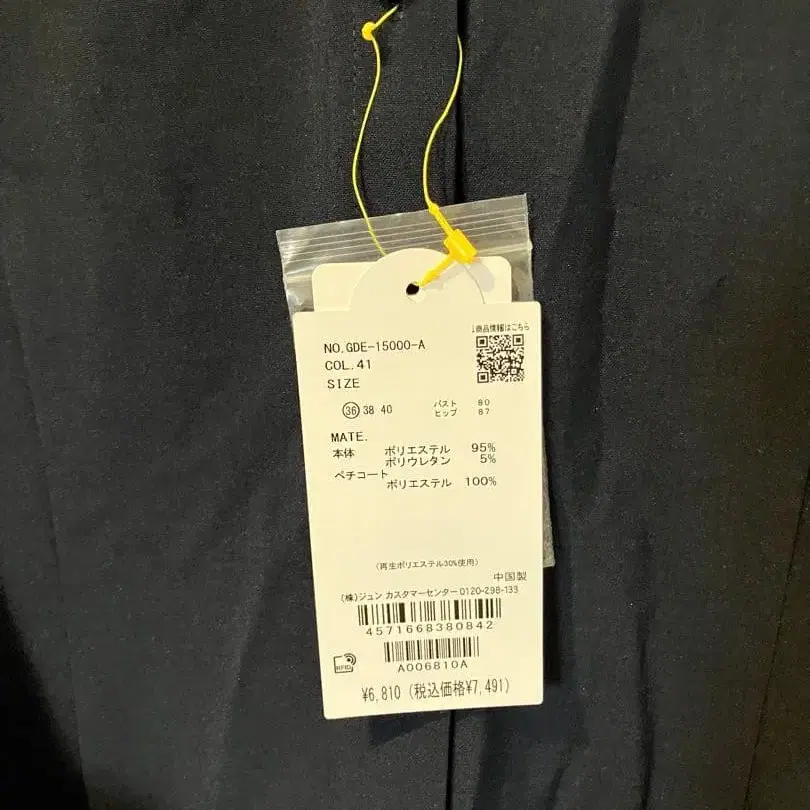 ↓商品情報はこちら
NO.GDE-15000-A
COL.41
SIZE
36 38 40 バスト 80
ヒップ 87
MATE.
本体 ポリエステル 95%
ポリウレタン 5%
ペチコート
ポリエステル 100%
(再生ポリエステル30%使用)
中国製
(株)ジュン カスタマーセンター 0120-298-133
4571668380842
RFID
A006810A
¥6,810 (税込価格¥7,491)